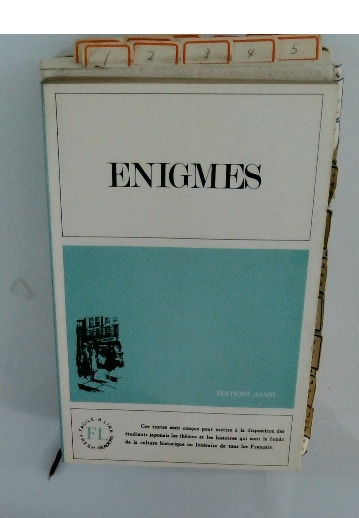 1 2 3 4 5
ENIGMES
ÉDITIONS ASAHI
FACILE A LIRE
FL
Ces textes sont conçus pour mettre à la disposition des
étudiants japonais les thèmes et les histoires qui sont le fonds
de la culture historique ou littéraire de tous les Français.